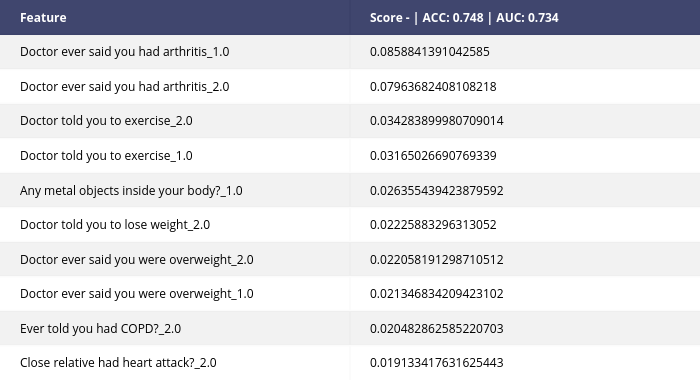 Feature Score - | ACC: 0.748 | AUC: 0.734
Doctor ever said you had arthritis_1.0 0.0858841391042585
Doctor ever said you had arthritis_2.0 0.07963682408108218
Doctor told you to exercise_2.0 0.034283899980709014
Doctor told you to exercise_1.0 0.03165026690769339
Any metal objects inside your body?_1.0 0.026355439423879592
Doctor told you to lose weight_2.0 0.02225883296313052
Doctor ever said you were overweight_2.0 0.022058191298710512
Doctor ever said you were overweight_1.0 0.021346834209423102
Ever told you had COPD?_2.0 0.020482862585220703
Close relative had heart attack?_2.0 0.019133417631625443